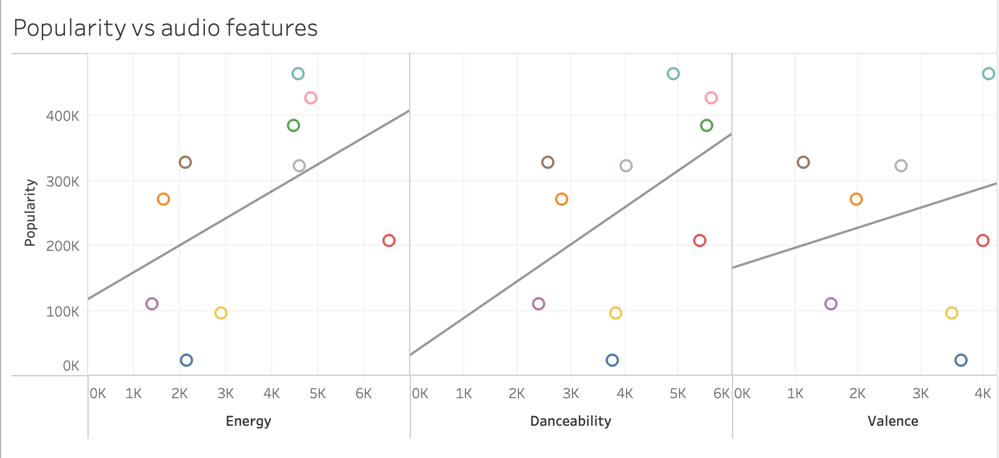 Popularity vs audio features
Popularity
400K
300K
200K
100K
0K
0K 1K 2K 3K 4K 5K 6K 0K 1K 2K 3K 4K 5K 6K 0K 1K 2K 3K 4K
Energy Danceability Valence